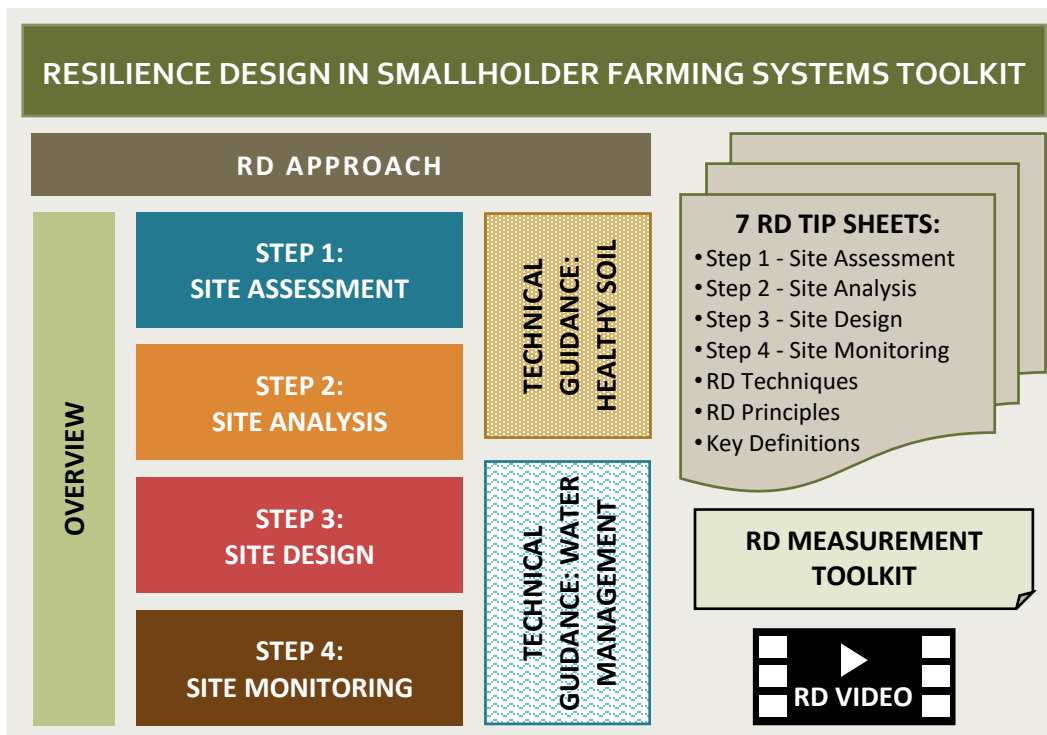 RESILIENCE DESIGN IN SMALLHOLDER FARMING SYSTEMS TOOLKIT
RD APPROACH
OVERVIEW
STEP 1:
SITE ASSESSMENT
STEP 2:
SITE ANALYSIS
STEP 3:
SITE DESIGN
STEP 4:
SITE MONITORING
TECHNICAL
GUIDANCE:
HEALTHY SOIL
TECHNICAL
GUIDANCE: WATER
MANAGEMENT
7 RD TIP SHEETS:
• Step 1 - Site Assessment
• Step 2 - Site Analysis
• Step 3 - Site Design
• Step 4 - Site Monitoring
• RD Techniques
• RD Principles
• Key Definitions
RD MEASUREMENT
TOOLKIT
RD VIDEO